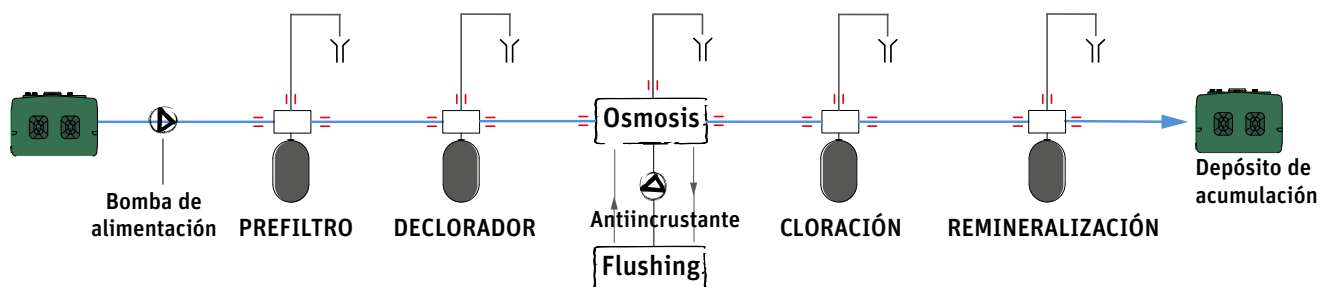 Osmosis
Bomba de
alimentación
PREFILTRO
DECLORADOR
Antiincrustante
CLORACIÓN
REMINERALIZACIÓN
Depósito de
acumulación
Flushing